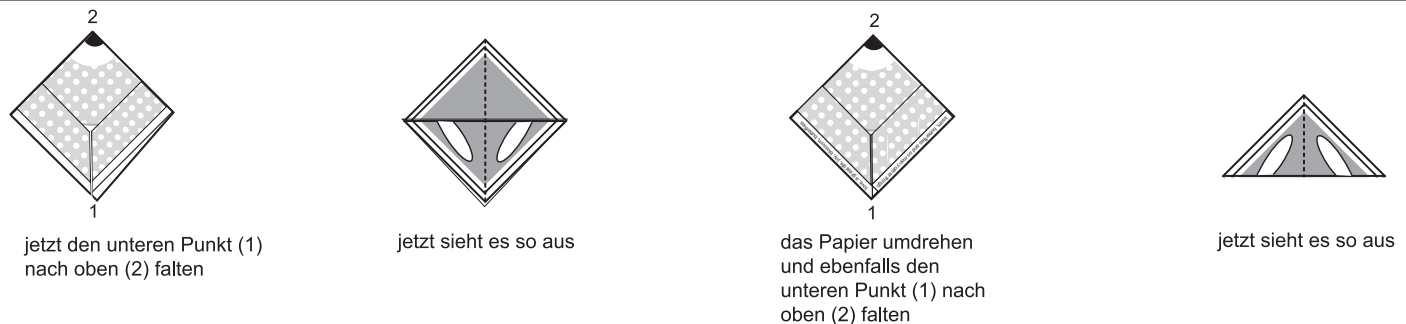 2
1
jetzt den unteren Punkt (1)
nach oben (2) falten
jetzt sieht es so aus
2
1
das Papier umdrehen
und ebenfalls den
unteren Punkt (1) nach
oben (2) falten
jetzt sieht es so aus